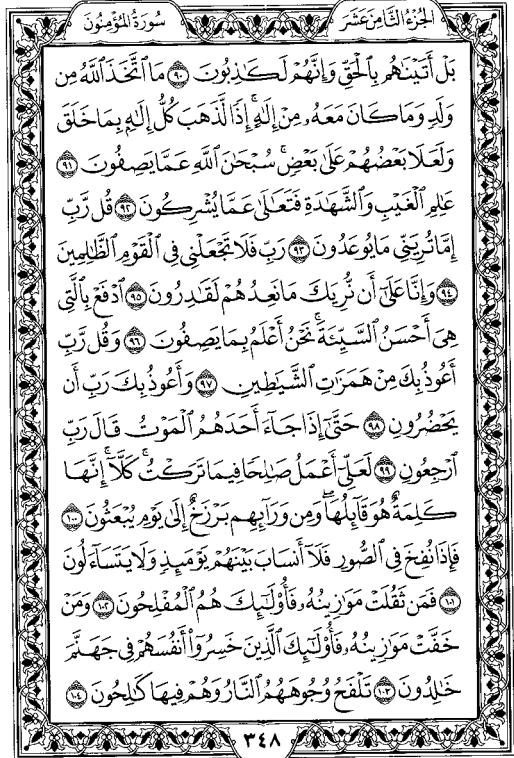 الجزء الثامن عشر
سورة المؤمنون
بَلْ أَتَيْنَٰهُم بِٱلْحَقِّ وَإِنَّهُمْ لَكَٰذِبُونَ ٩٠ مَا ٱتَّخَذَ ٱللَّهُ مِن
وَلَدٍ وَمَا كَانَ مَعَهُۥ مِنْ إِلَٰهٍ ۚ إِذًا لَّذَهَبَ كُلُّ إِلَٰهٍۭ بِمَا خَلَقَ
وَلَعَلَا بَعْضُهُمْ عَلَىٰ بَعْضٍ ۚ سُبْحَٰنَ ٱللَّهِ عَمَّا يَصِفُونَ ٩١
عَٰلِمِ ٱلْغَيْبِ وَٱلشَّهَٰدَةِ فَتَعَٰلَىٰ عَمَّا يُشْرِكُونَ ٩٢ قُل رَّبِّ
إِمَّا تُرِيَنِّى مَا يُوعَدُونَ ٩٣ رَبِّ فَلَا تَجْعَلْنِى فِى ٱلْقَوْمِ ٱلظَّٰلِمِينَ
٩٤ وَإِنَّا عَلَىٰٓ أَن نُّرِيَكَ مَا نَعِدُهُمْ لَقَٰدِرُونَ ٩٥ ٱدْفَعْ بِٱلَّتِى
هِىَ أَحْسَنُ ٱلسَّيِّئَةَ ۚ نَحْنُ أَعْلَمُ بِمَا يَصِفُونَ ٩٦ وَقُل رَّبِّ
أَعُوذُ بِكَ مِنْ هَمَزَٰتِ ٱلشَّيَٰطِينِ ٩٧ وَأَعُوذُ بِكَ رَبِّ أَن
يَحْضُرُونِ ٩٨ حَتَّىٰٓ إِذَا جَآءَ أَحَدَهُمُ ٱلْمَوْتُ قَالَ رَبِّ
ٱرْجِعُونِ ٩٩ لَعَلِّىٓ أَعْمَلُ صَٰلِحًا فِيمَا تَرَكْتُ ۚ كَلَّآ ۚ إِنَّهَا
كَلِمَةٌ هُوَ قَآئِلُهَا ۖ وَمِن وَرَآئِهِم بَرْزَخٌ إِلَىٰ يَوْمِ يُبْعَثُونَ ١٠٠
فَإِذَا نُفِخَ فِى ٱلصُّورِ فَلَآ أَنسَابَ بَيْنَهُمْ يَوْمَئِذٍ وَلَا يَتَسَآءَلُونَ
١٠١ فَمَن ثَقُلَتْ مَوَٰزِينُهُۥ فَأُو۟لَٰٓئِكَ هُمُ ٱلْمُفْلِحُونَ ١٠٢ وَمَنْ
خَفَّتْ مَوَٰزِينُهُۥ فَأُو۟لَٰٓئِكَ ٱلَّذِينَ خَسِرُوٓا۟ أَنفُسَهُمْ فِى جَهَنَّمَ
خَٰلِدُونَ ١٠٣ تَلْفَحُ وُجُوهَهُمُ ٱلنَّارُ وَهُمْ فِيهَا كَٰلِحُونَ ١٠٤
٣٤٨